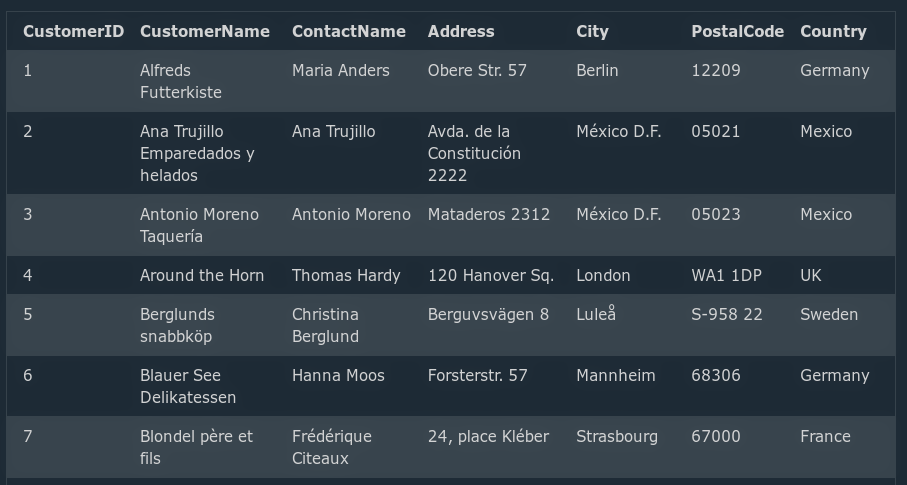 CustomerID CustomerName ContactName Address City PostalCode Country
1 Alfreds Maria Anders Obere Str. 57 Berlin 12209 Germany
Futterkiste
2 Ana Trujillo Ana Trujillo Avda. de la México D.F. 05021 Mexico
Emparedados y Constitución
helados 2222
3 Antonio Moreno Antonio Moreno Mataderos 2312 México D.F. 05023 Mexico
Taquería
4 Around the Horn Thomas Hardy 120 Hanover Sq. London WA1 1DP UK
5 Berglunds Christina Berguvsvägen 8 Luleå S-958 22 Sweden
snabbköp Berglund
6 Blauer See Hanna Moos Forsterstr. 57 Mannheim 68306 Germany
Delikatessen
7 Blondel père et Frédérique 24, place Kléber Strasbourg 67000 France
fils Citeaux